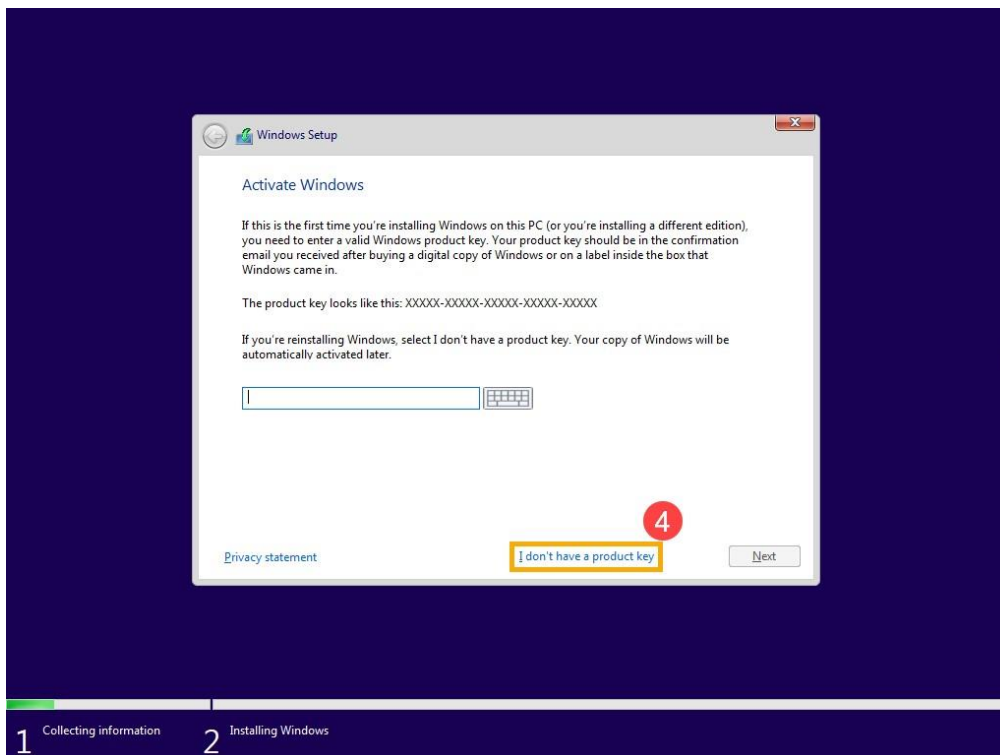 Windows Setup
Activate Windows
If this is the first time you're installing Windows on this PC (or you're installing a different edition),
you need to enter a valid Windows product key. Your product key should be in the confirmation
email you received after buying a digital copy of Windows or on a label inside the box that
Windows came in.
The product key looks like this: XXXXX-XXXXX-XXXXX-XXXXX-XXXXX
If you're reinstalling Windows, select I don't have a product key. Your copy of Windows will be
automatically activated later.
4
Privacy statement
I don't have a product key
Next
1 Collecting information
2 Installing Windows